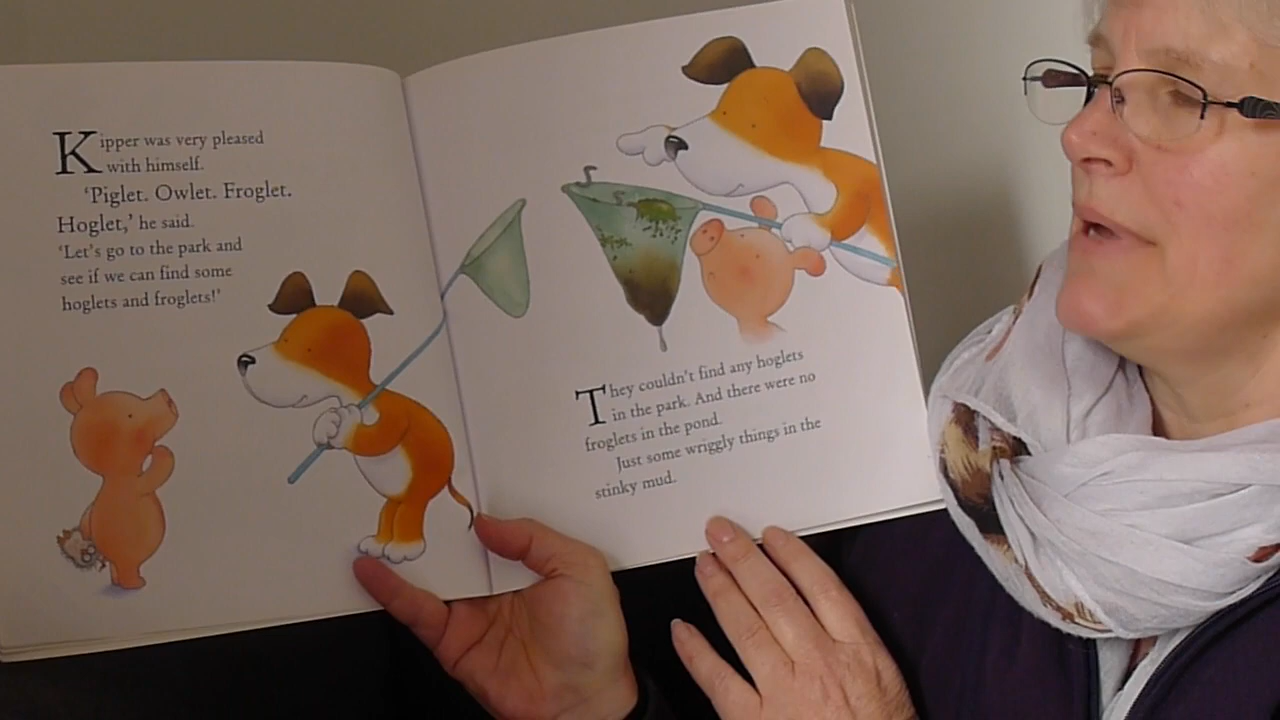 Kipper was very pleased
with himself.
‘Piglet. Owlet. Froglet.
Hoglet,’ he said.
‘Let’s go to the park and
see if we can find some
hoglets and froglets!’
They couldn’t find any hoglets
in the park. And there were no
froglets in the pond.
Just some wriggly things in the
stinky mud.